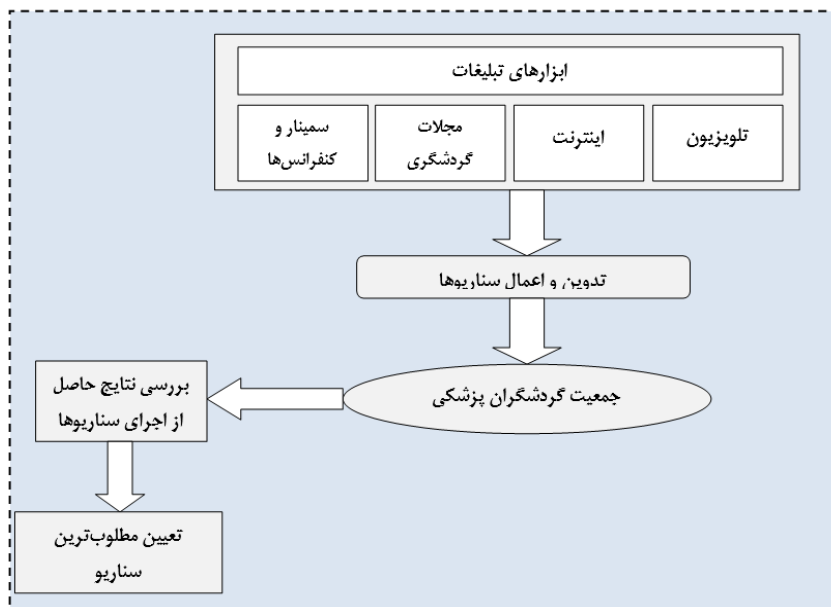 ابزارهای تبلیغات
تلویزیون
اینترنت
مجلات
گردشگری
سمینار و
کنفرانس‌ها
تدوین و اعمال سناریوها
جمعیت گردشگران پزشکی
بررسی نتایج حاصل
از اجرای سناریوها
تعیین مطلوب‌ترین
سناریو